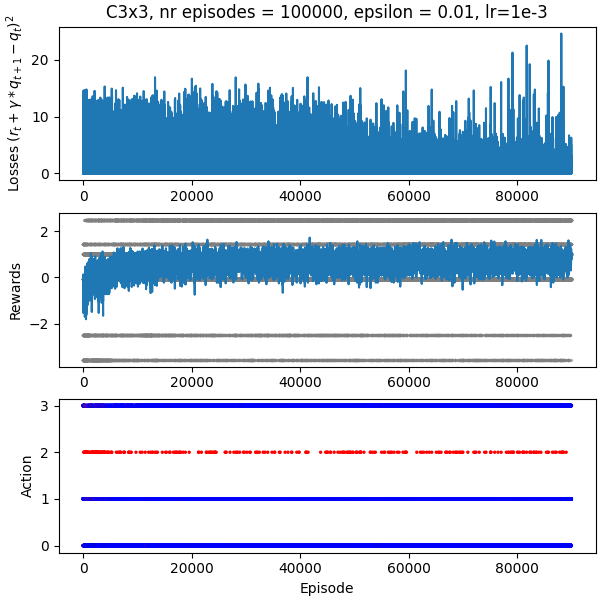 C3x3, nr episodes = 100000, epsilon = 0.01, lr=1e-3
Losses $(r_t + \gamma * q_{t+1} - q_t)^2$
20
10
0
0 20000 40000 60000 80000
Rewards
2
0
−2
0 20000 40000 60000 80000
Action
3
2
1
0
0 20000 40000 60000 80000
Episode